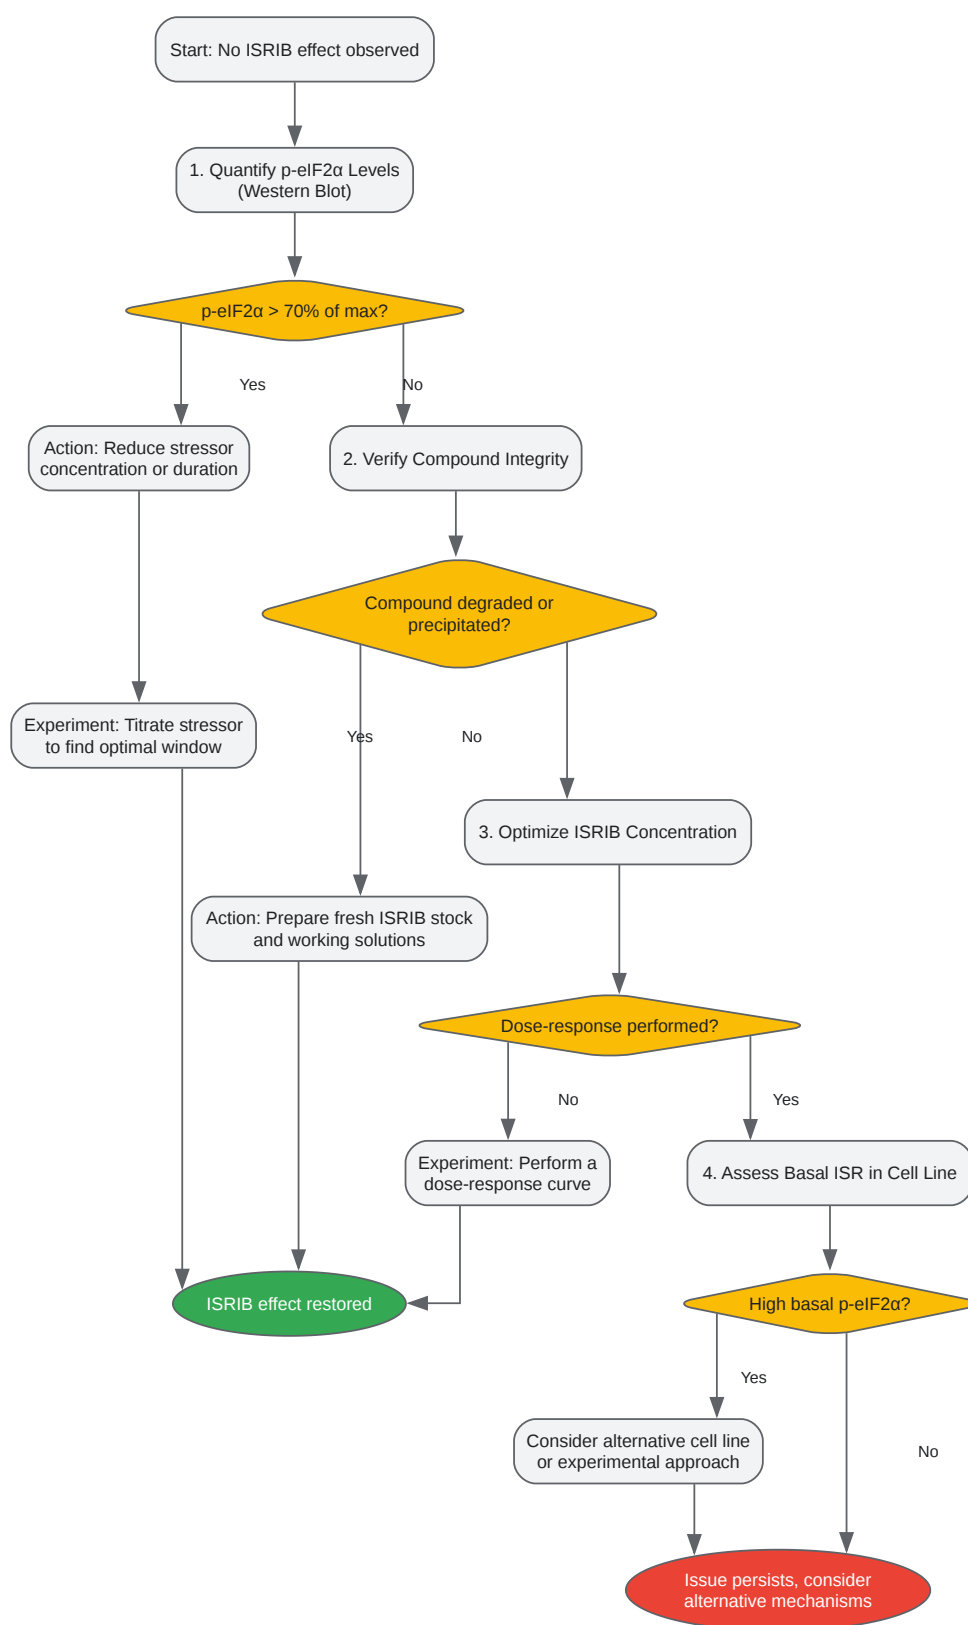 Start: No ISRIB effect observed
1. Quantify p-eIF2α Levels
(Western Blot)
p-eIF2α > 70% of max?
Yes
No
Action: Reduce stressor
concentration or duration
2. Verify Compound Integrity
Compound degraded or
precipitated?
Experiment: Titrate stressor
to find optimal window
Yes
No
3. Optimize ISRIB Concentration
Action: Prepare fresh ISRIB stock
and working solutions
Dose-response performed?
No
Yes
Experiment: Perform a
dose-response curve
4. Assess Basal ISR in Cell Line
ISRIB effect restored
High basal p-eIF2α?
Yes
Consider alternative cell line
or experimental approach
No
Issue persists, consider
alternative mechanisms